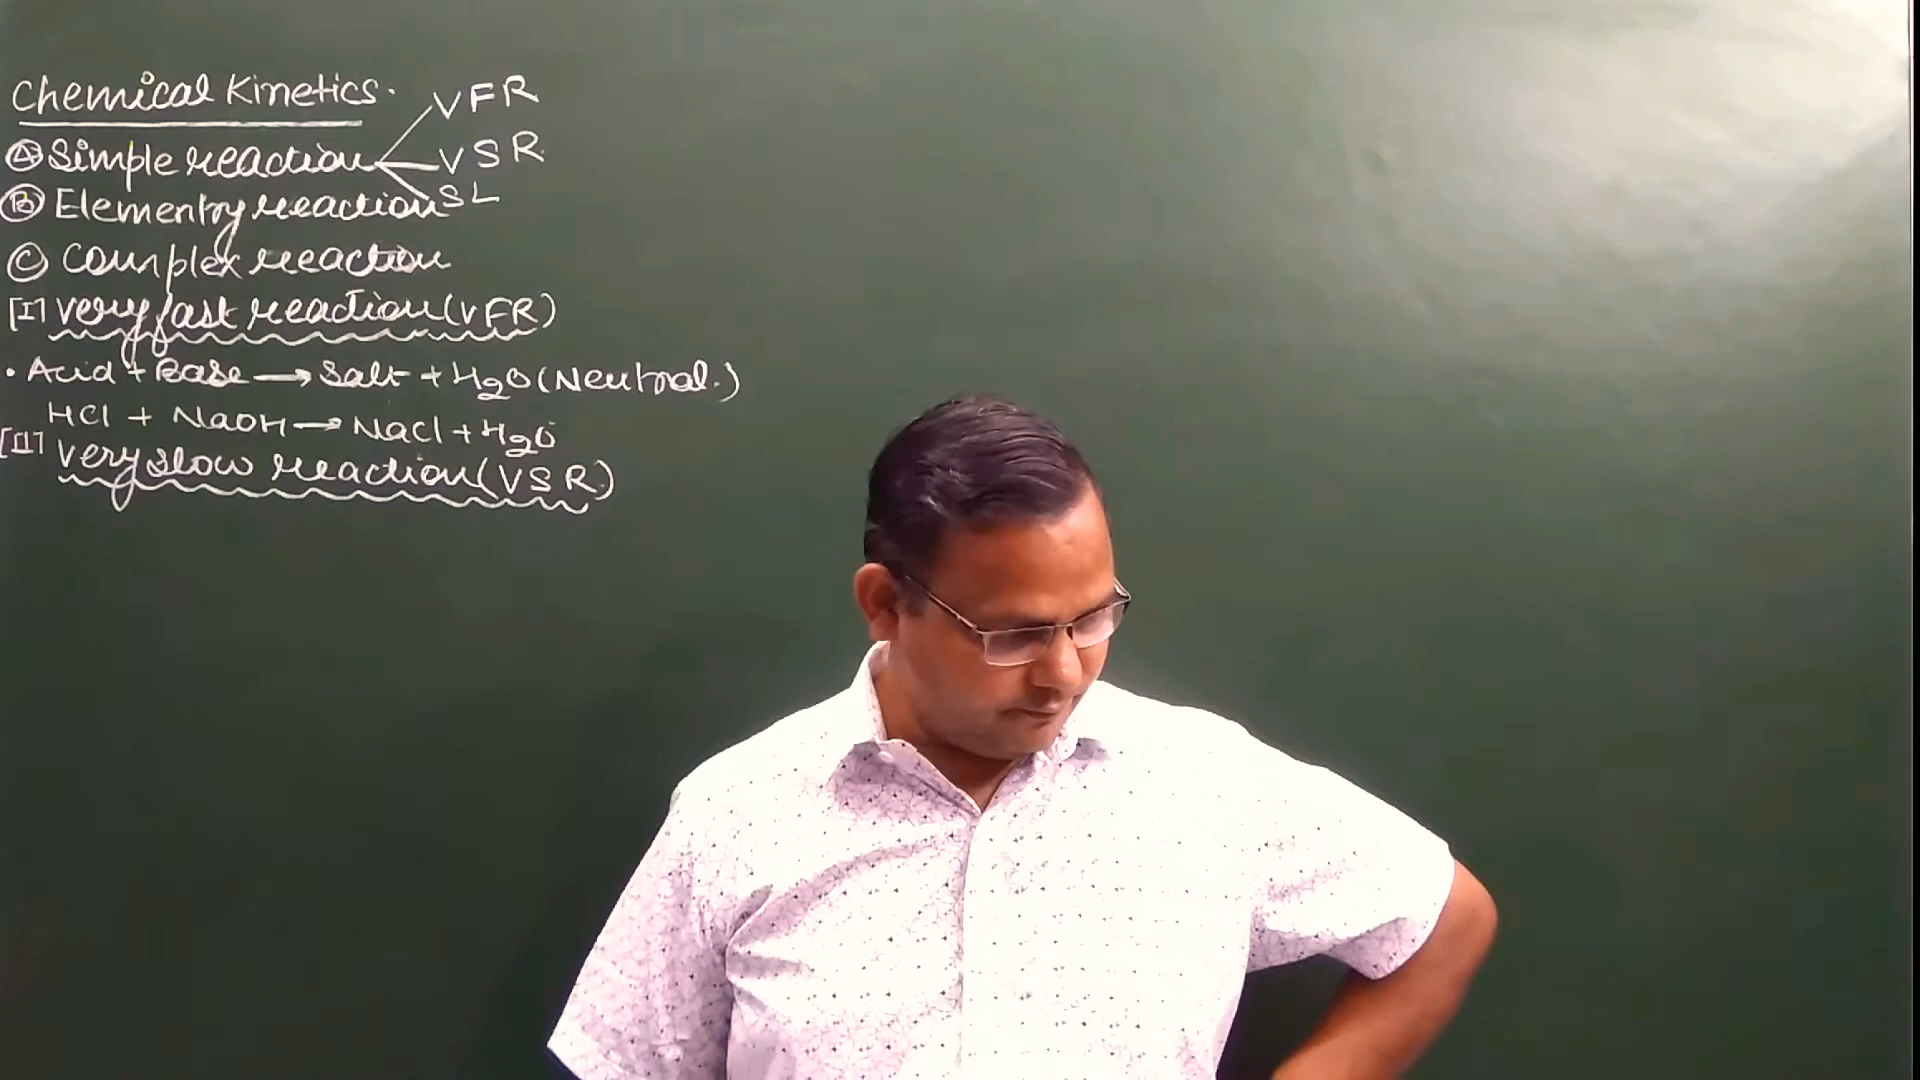 Chemical Kinetics.
VFR
Ⓐ Simple reaction VSR
SL
Ⓑ Elementry reaction
Ⓒ Complex reaction
[I] very fast reaction (VFR)
• Acid + Base → Salt + H2O (Neutral.)
HCl + NaOH → NaCl + H2O
[II] Very slow reaction (VSR)